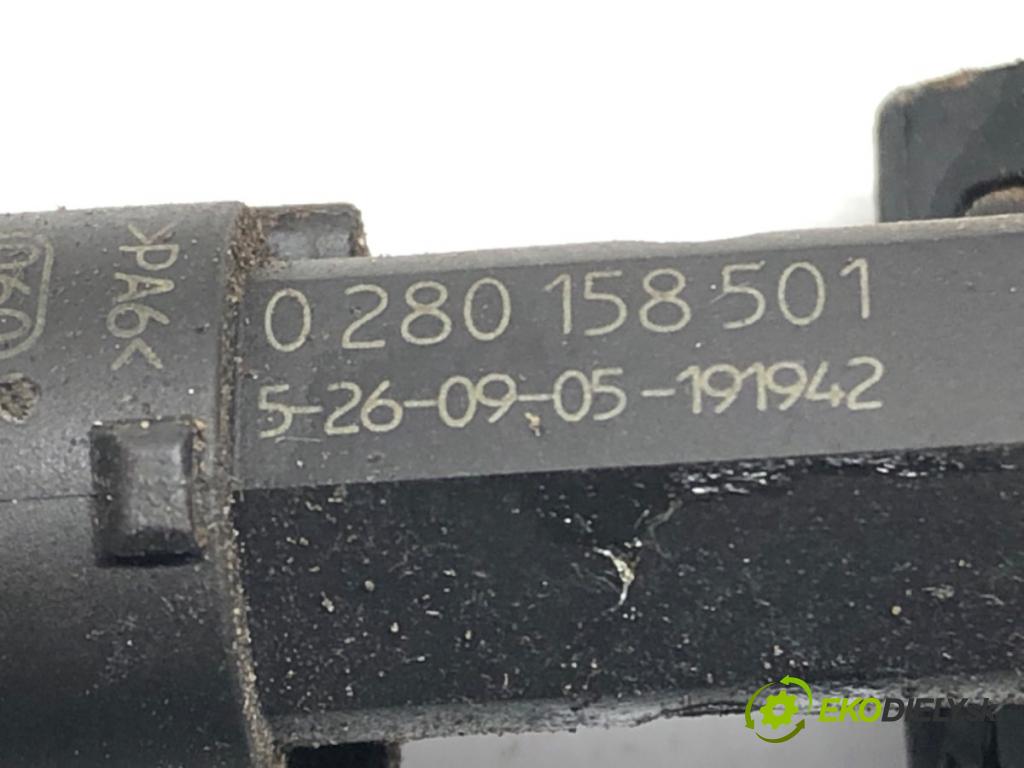 >PA6<
0 280 158 501
5-26-09-05-191942
EKODIELY.SK